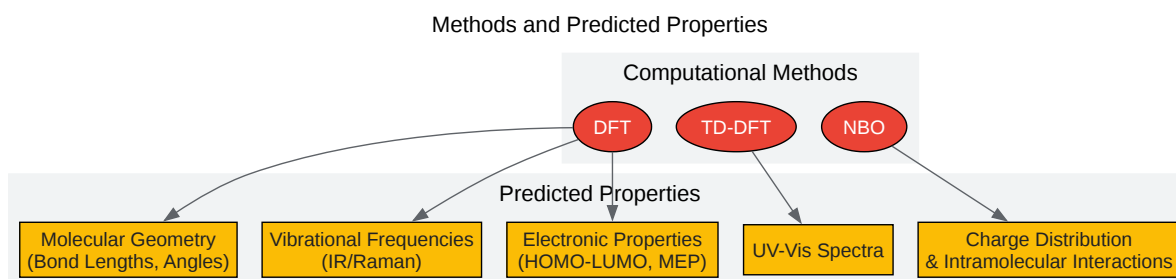 Methods and Predicted Properties
Computational Methods
DFT
TD-DFT
NBO
Predicted Properties
Molecular Geometry
(Bond Lengths, Angles)
Vibrational Frequencies
(IR/Raman)
Electronic Properties
(HOMO-LUMO, MEP)
UV-Vis Spectra
Charge Distribution
& Intramolecular Interactions